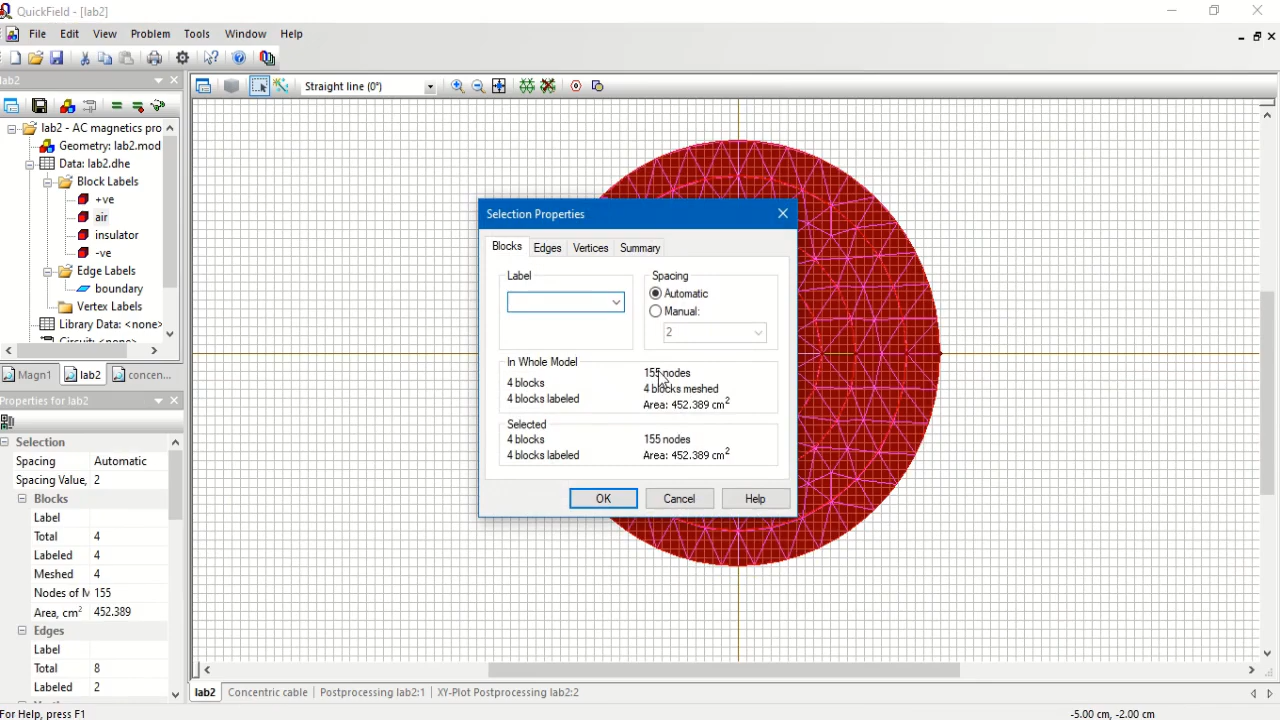 QuickField - [lab2]
File Edit View Problem Tools Window Help
lab2
Straight line (0°)
lab2 - AC magnetics pro
Geometry: lab2.mod
Data: lab2.dhe
Block Labels
+ve
air
insulator
-ve
Edge Labels
boundary
Vertex Labels
Library Data: <none>
Magn1 lab2 concen...
Properties for lab2
Selection
Spacing Automatic
Spacing Value, 2
Blocks
Label
Total 4
Labeled 4
Meshed 4
Nodes of M 155
Area, cm² 452.389
Edges
Label
Total 8
Labeled 2
Selection Properties
Blocks Edges Vertices Summary
Label
Spacing
Automatic
Manual:
2
In Whole Model
4 blocks
4 blocks labeled
155 nodes
4 blocks meshed
Area: 452.389 cm²
Selected
4 blocks
4 blocks labeled
155 nodes
Area: 452.389 cm²
OK Cancel Help
lab2 Concentric cable Postprocessing lab2:1 XY-Plot Postprocessing lab2:2
For Help, press F1
-5.00 cm, -2.00 cm